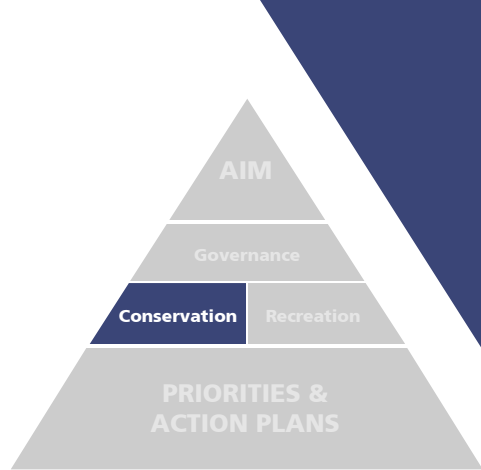 AIM
Governance
Conservation
Recreation
PRIORITIES &
ACTION PLANS